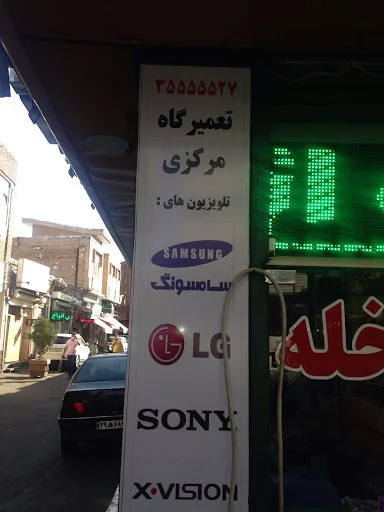 ۳۵۵۵۵۵۲۷
تعمیرگاه
مرکزی
تلویزیون های :
SAMSUNG
سامسونگ
LG
SONY
X·VISION